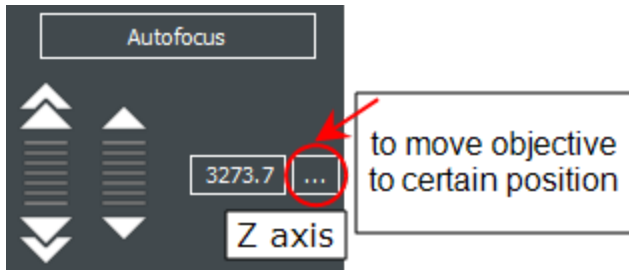 Autofocus
3273.7 ...
to move objective
to certain position
Z axis